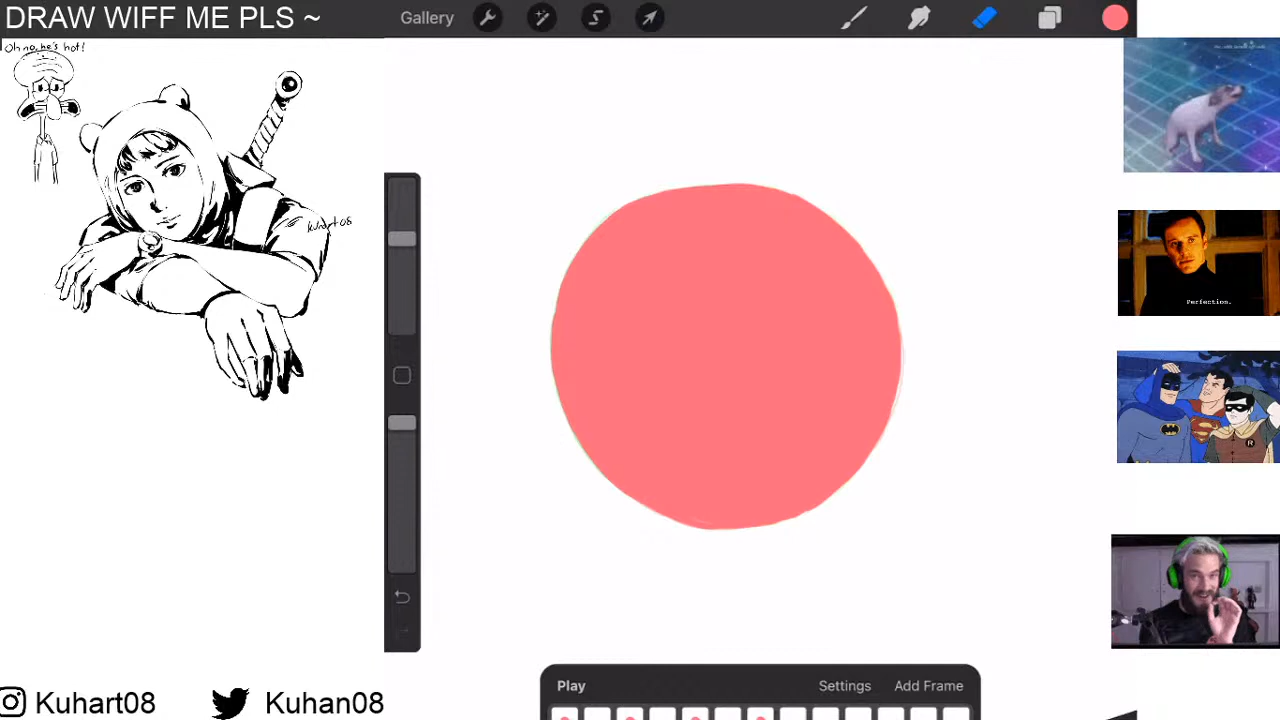 DRAW WIFF ME PLS ~
Gallery
Oh no, he's hot!
Kuhart08
Perfection.
R
Play
Settings
Add Frame
Kuhart08
Kuhan08